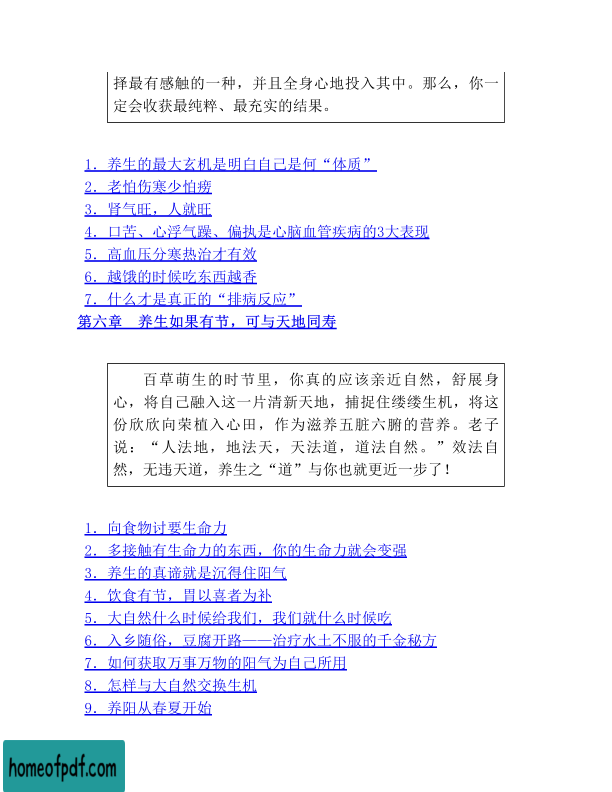 择最有感触的一种，并且全身心地投入其中。那么，你一
定会收获最纯粹、最充实的结果。
1．养生的最大玄机是明白自己是何“体质”
2．老怕伤寒少怕痨
3．肾气旺，人就旺
4．口苦、心浮气躁、偏执是心脑血管疾病的3大表现
5．高血压分寒热治才有效
6．越饿的时候吃东西越香
7．什么才是真正的“排病反应”
第六章　养生如果有节，可与天地同寿
百草萌生的时节里，你真的应该亲近自然，舒展身
心，将自己融入这一片清新天地，捕捉住缕缕生机，将这
份欣欣向荣植入心田，作为滋养五脏六腑的营养。老子
说：“人法地，地法天，天法道，道法自然。”效法自
然，无违天道，养生之“道”与你也就更近一步了！
1．向食物讨要生命力
2．多接触有生命力的东西，你的生命力就会变强
3．养生的真谛就是沉得住阳气
4．饮食有节，胃以喜者为补
5．大自然什么时候给我们，我们就什么时候吃
6．入乡随俗，豆腐开路——治疗水土不服的千金秘方
7．如何获取万事万物的阳气为自己所用
8．怎样与大自然交换生机
9．养阳从春夏开始
homeofpdf.com